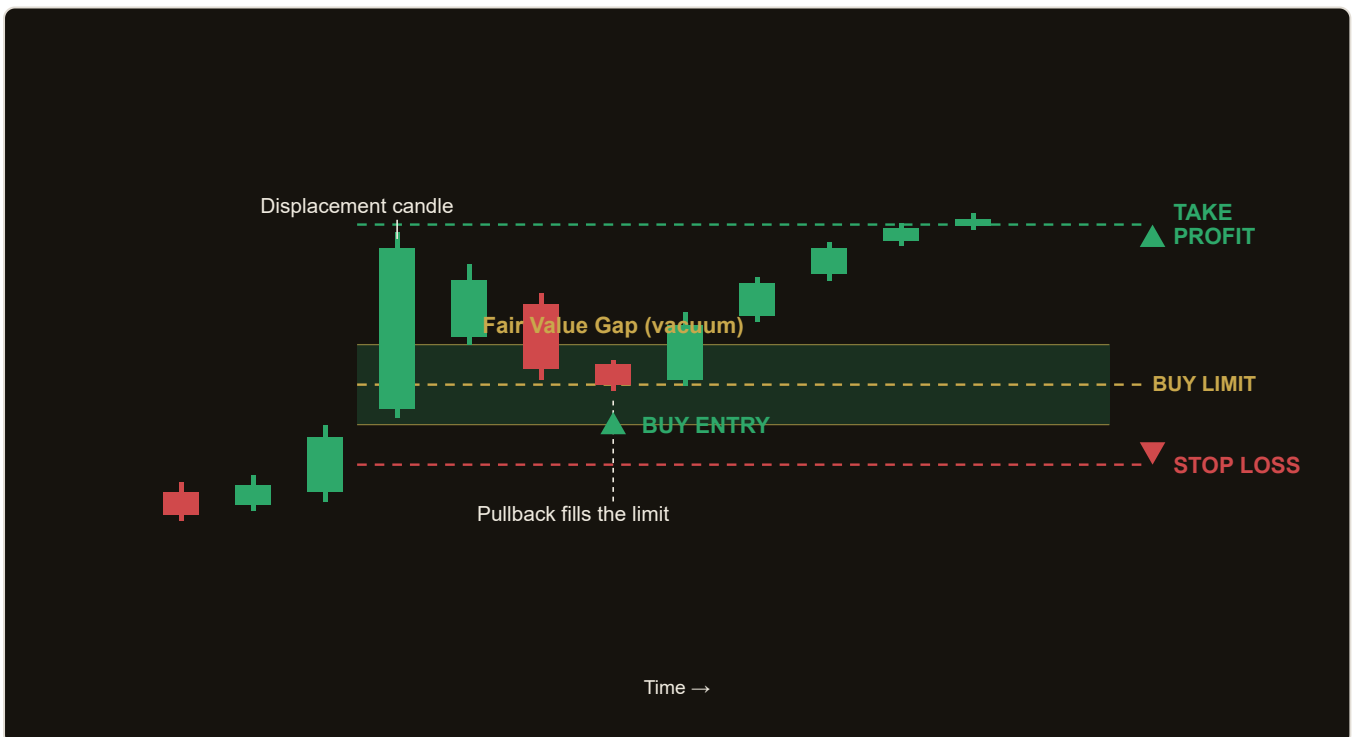 Displacement candle
TAKE
PROFIT
Fair Value Gap (vacuum)
BUY LIMIT
BUY ENTRY
STOP LOSS
Pullback fills the limit
Time →